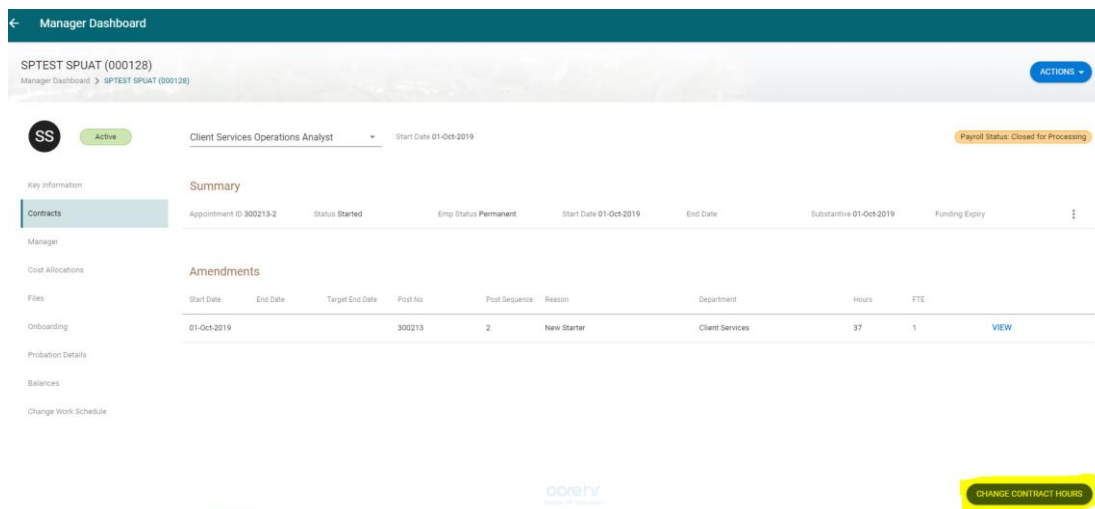 Manager Dashboard
SPTEST SPUAT (000128)
Manager Dashboard > SPTEST SPUAT (000128)
ACTIONS
SS
Active
Client Services Operations Analyst
Start Date 01-Oct-2019
Payroll Status: Closed for Processing
Key Information
Contracts
Manager
Cost Allocations
Files
Onboarding
Probation Details
Balances
Change Work Schedule
Summary
Appointment ID 300213-2 Status Started Emp Status Permanent Start Date 01-Oct-2019 End Date Substantive 01-Oct-2019 Funding Expiry
Amendments
Start Date End Date Target End Date Post No Post Sequence Reason Department Hours FTE
01-Oct-2019 300213 2 New Starter Client Services 37 1 VIEW
corehr
CHANGE CONTRACT HOURS